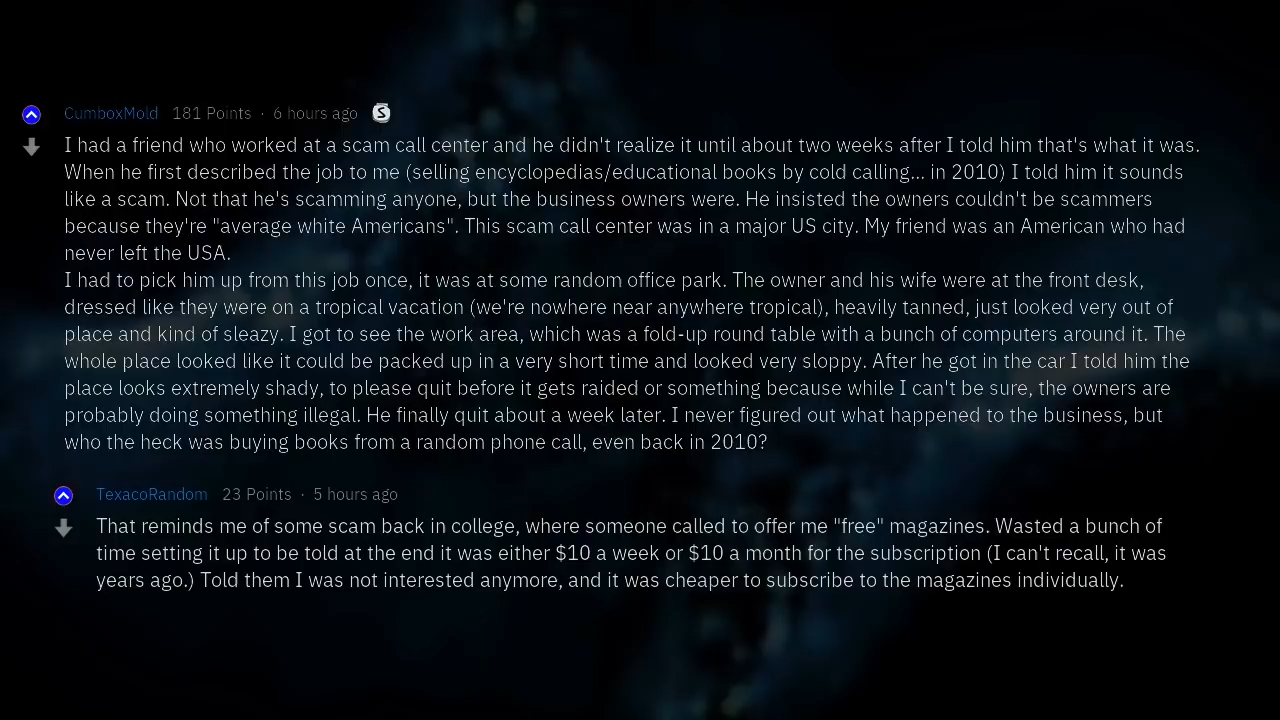 CumboxMold 181 Points · 6 hours ago S
I had a friend who worked at a scam call center and he didn't realize it until about two weeks after I told him that's what it was.
When he first described the job to me (selling encyclopedias/educational books by cold calling... in 2010) I told him it sounds
like a scam. Not that he's scamming anyone, but the business owners were. He insisted the owners couldn't be scammers
because they're "average white Americans". This scam call center was in a major US city. My friend was an American who had
never left the USA.
I had to pick him up from this job once, it was at some random office park. The owner and his wife were at the front desk,
dressed like they were on a tropical vacation (we're nowhere near anywhere tropical), heavily tanned, just looked very out of
place and kind of sleazy. I got to see the work area, which was a fold-up round table with a bunch of computers around it. The
whole place looked like it could be packed up in a very short time and looked very sloppy. After he got in the car I told him the
place looks extremely shady, to please quit before it gets raided or something because while I can't be sure, the owners are
probably doing something illegal. He finally quit about a week later. I never figured out what happened to the business, but
who the heck was buying books from a random phone call, even back in 2010?
TexacoRandom 23 Points · 5 hours ago
That reminds me of some scam back in college, where someone called to offer me "free" magazines. Wasted a bunch of
time setting it up to be told at the end it was either $10 a week or $10 a month for the subscription (I can't recall, it was
years ago.) Told them I was not interested anymore, and it was cheaper to subscribe to the magazines individually.